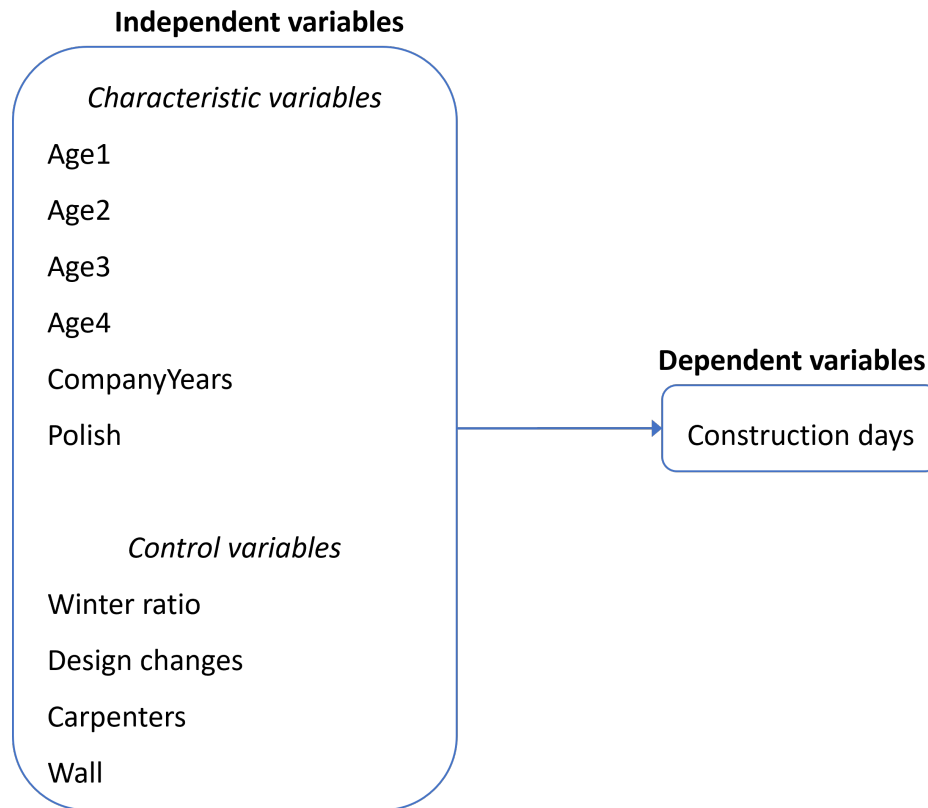 Independent variables
Characteristic variables
Age1
Age2
Age3
Age4
CompanyYears
Polish
Dependent variables
Construction days
Control variables
Winter ratio
Design changes
Carpenters
Wall